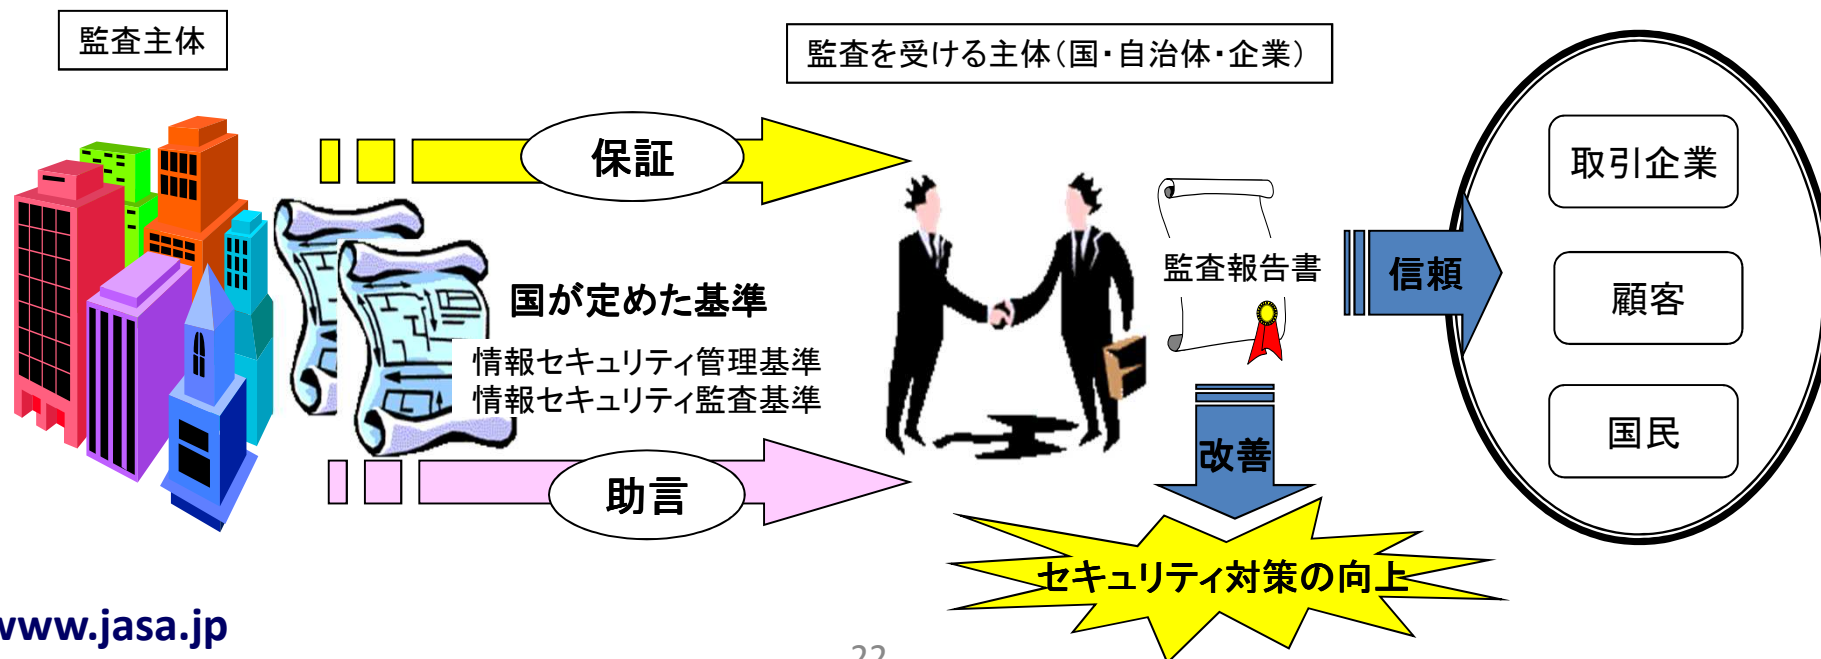 監査主体
監査を受ける主体(国・自治体・企業)
保証
国が定めた基準
情報セキュリティ管理基準
情報セキュリティ監査基準
助言
監査報告書
信頼
改善
セキュリティ対策の向上
取引企業
顧客
国民
www.jasa.jp
22